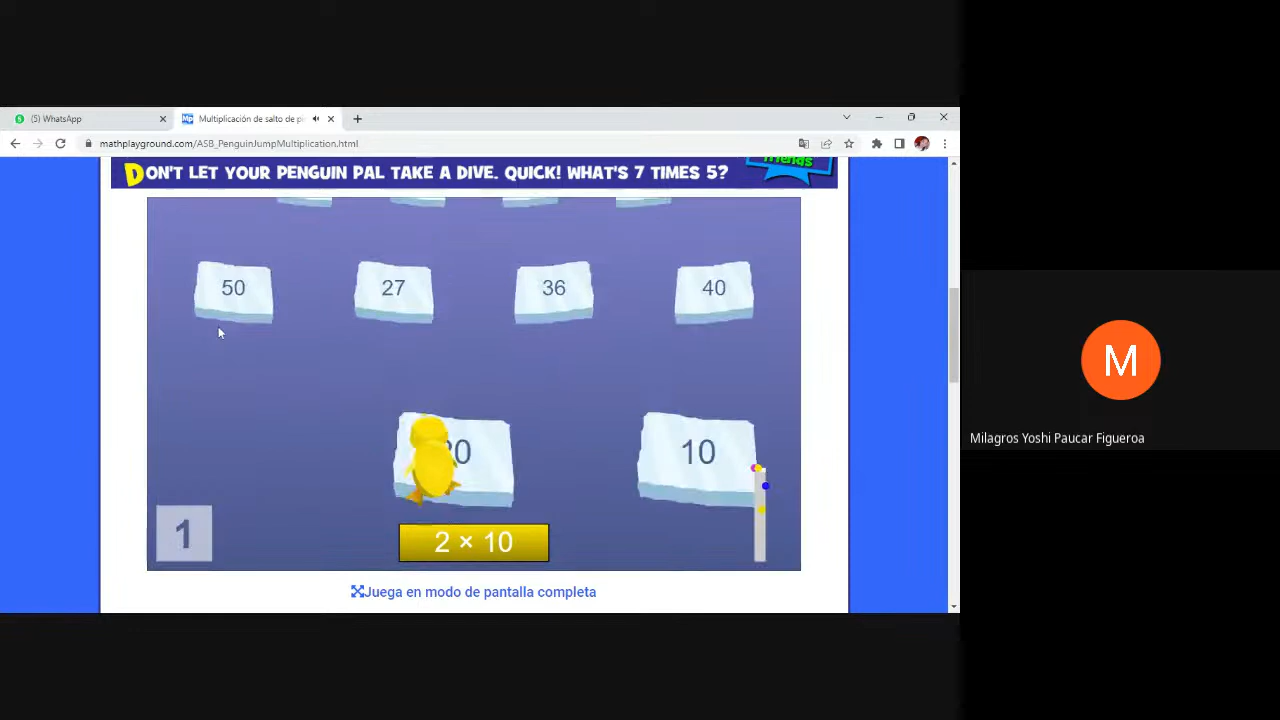 (5) WhatsApp
Multiplicación de salto de pi
mathplayground.com/ASB_PenguinJumpMultiplication.html
friends
DON'T LET YOUR PENGUIN PAL TAKE A DIVE. QUICK! WHAT'S 7 TIMES 5?
50 27 36 40
10
1
2 × 10
Juega en modo de pantalla completa
M
Milagros Yoshi Paucar Figueroa